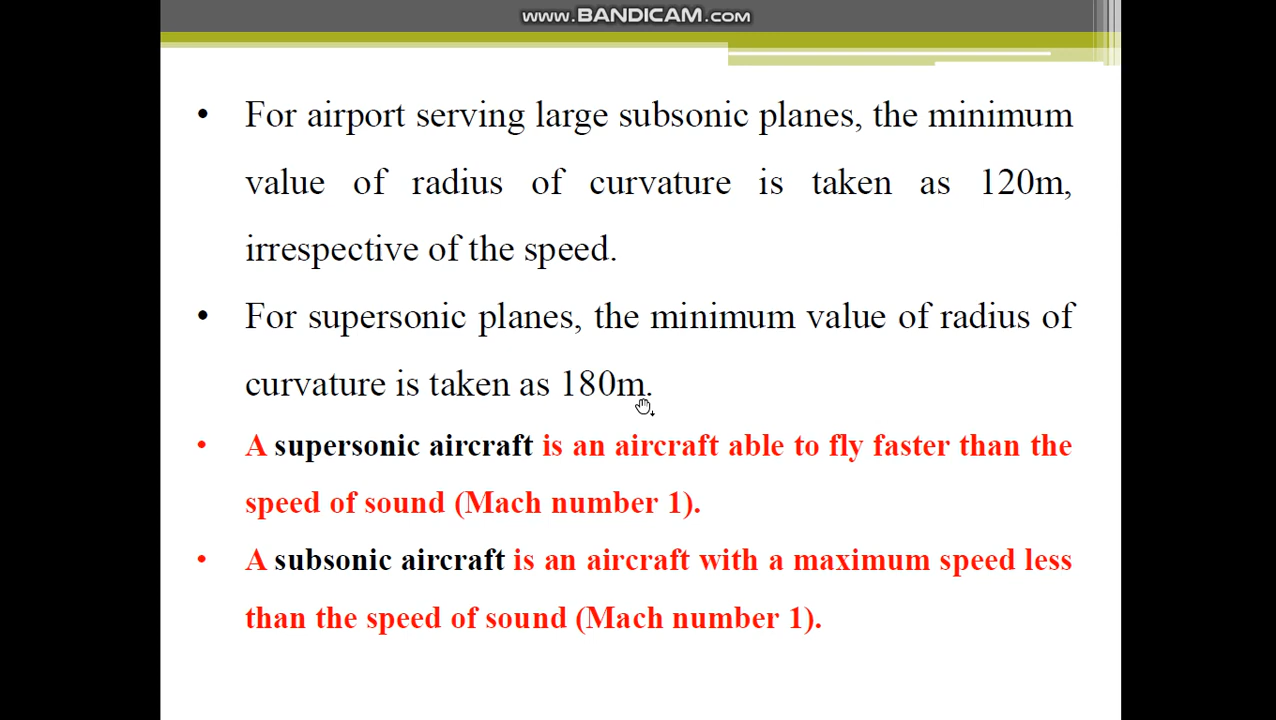 www.BANDICAM.com
• For airport serving large subsonic planes, the minimum
value of radius of curvature is taken as 120m,
irrespective of the speed.
• For supersonic planes, the minimum value of radius of
curvature is taken as 180m.
• A supersonic aircraft is an aircraft able to fly faster than the
speed of sound (Mach number 1).
• A subsonic aircraft is an aircraft with a maximum speed less
than the speed of sound (Mach number 1).